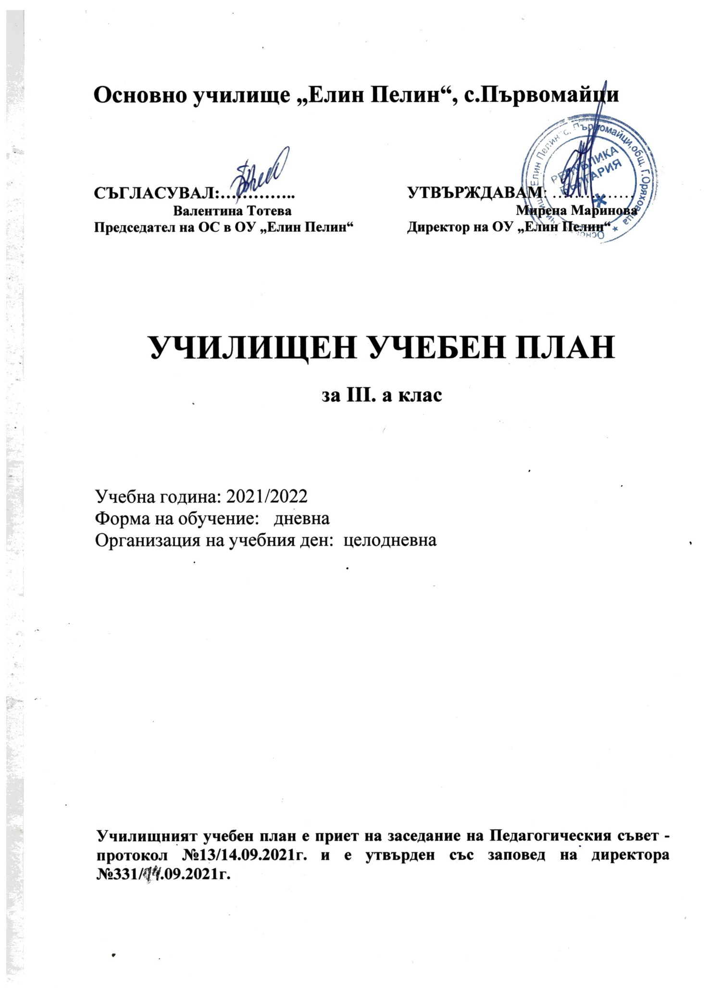 Основно училище „Елин Пелин“, с.Първомайци
СЪГЛАСУВАЛ:…………..
Валентина Тотева
Председател на ОС в ОУ „Елин Пелин“
УТВЪРЖДАВАМ: ……………
Мирена Маринова
Директор на ОУ „Елин Пелин“
Елин Пелин" с. Първомайци,общ. Г.Оряховица
РЕПУБЛИКА
БЪЛГАРИЯ
УЧИЛИЩЕН УЧЕБЕН ПЛАН
за III. а клас
Учебна година: 2021/2022
Форма на обучение: дневна
Организация на учебния ден: целодневна
Училищният учебен план е приет на заседание на Педагогическия съвет -
протокол №13/14.09.2021г. и е утвърден със заповед на директора
№331/14.09.2021г.